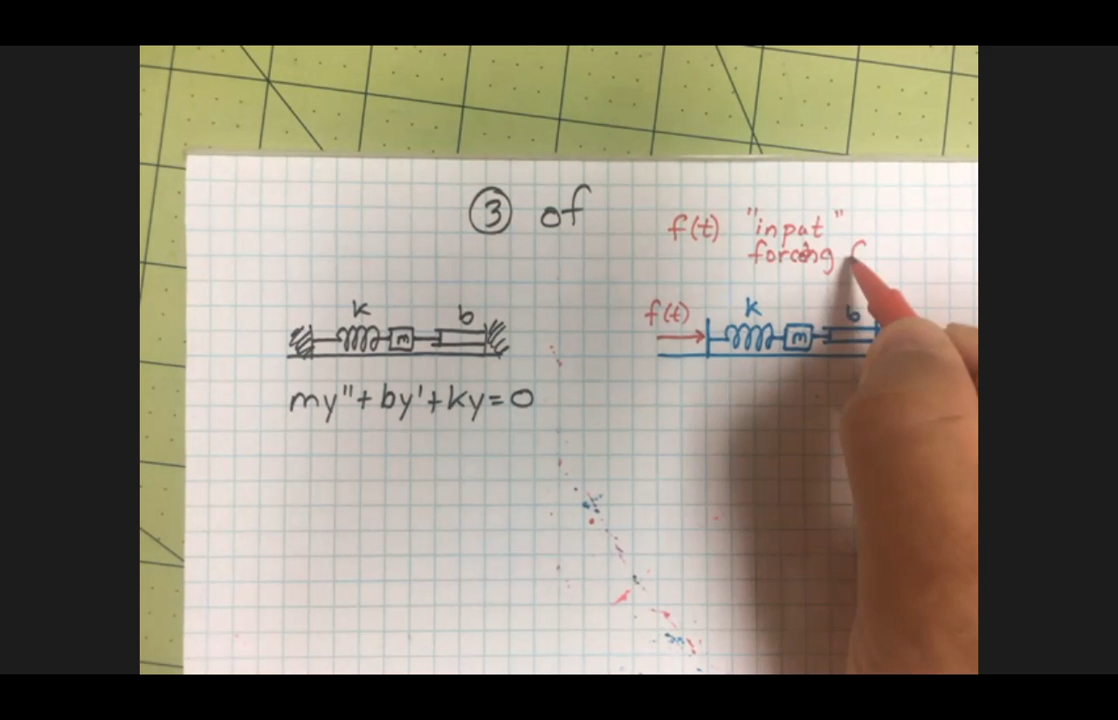 ③ of
f(t) "input"
forcing f
f(t) k m b
k m b
my"+by'+ky=0